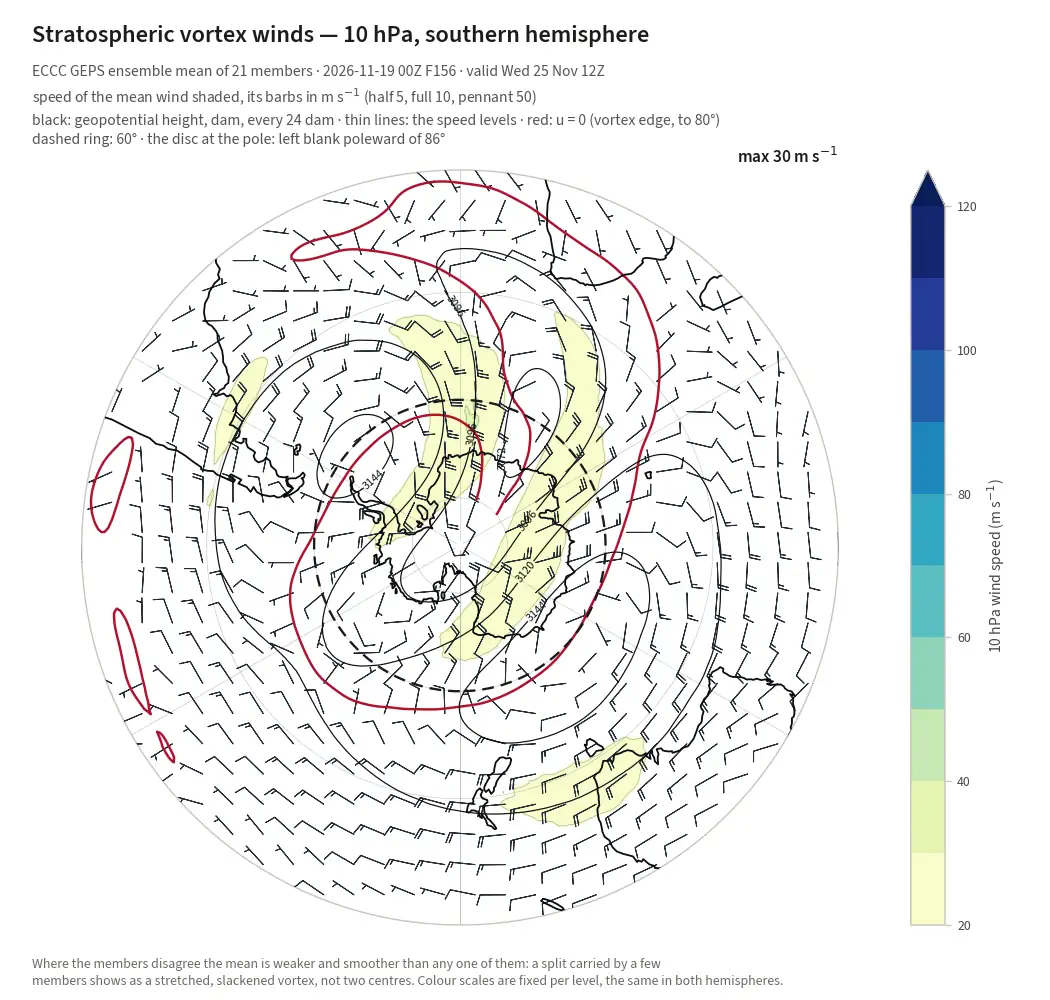 Stratospheric vortex winds — 10 hPa, southern hemisphere
ECCC GEPS ensemble mean of 21 members · 2026-11-19 00Z F156 · valid Wed 25 Nov 12Z
speed of the mean wind shaded, its barbs in m s⁻¹ (half 5, full 10, pennant 50)
black: geopotential height, dam, every 24 dam · thin lines: the speed levels · red: u = 0 (vortex edge, to 80°)
dashed ring: 60° · the disc at the pole: left blank poleward of 86°
max 30 m s⁻¹
120
100
80
60
40
20
10 hPa wind speed (m s⁻¹)
3096
3096
3144
3096
3120
3144
Where the members disagree the mean is weaker and smoother than any one of them: a split carried by a few
members shows as a stretched, slackened vortex, not two centres. Colour scales are fixed per level, the same in both hemispheres.